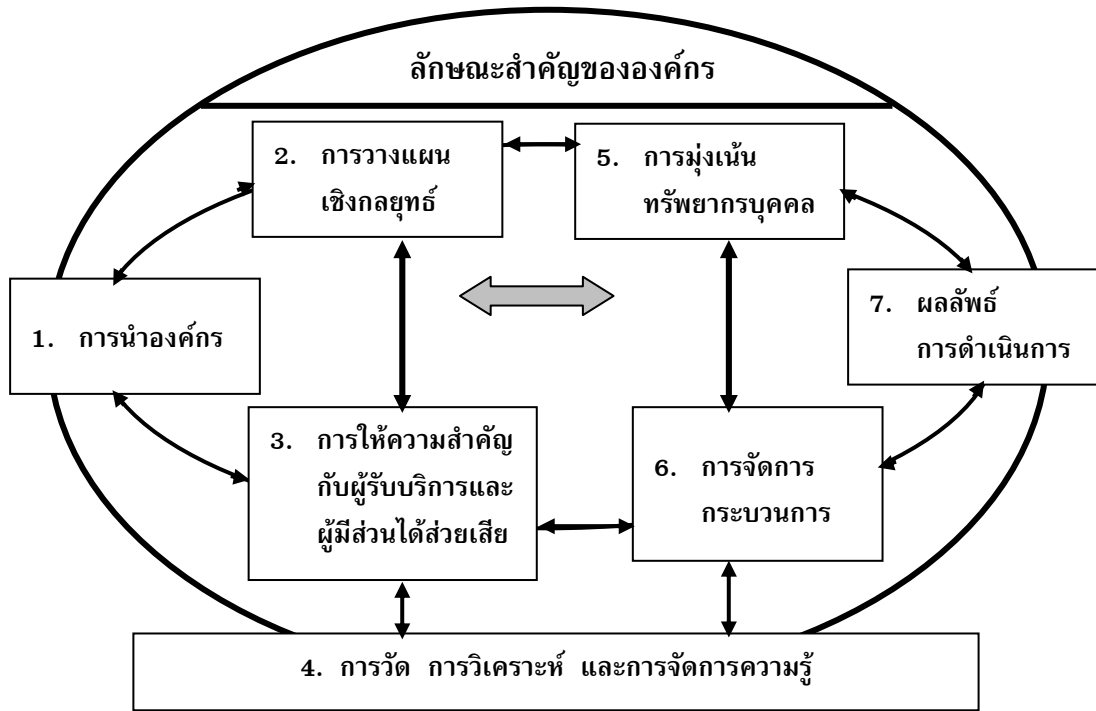 ลักษณะสำคัญขององค์กร
2. การวางแผน
เชิงกลยุทธ์
5. การมุ่งเน้น
ทรัพยากรบุคคล
1. การนำองค์กร
7. ผลลัพธ์
การดำเนินการ
3. การให้ความสำคัญ
กับผู้รับบริการและ
ผู้มีส่วนได้ส่วยเสีย
6. การจัดการ
กระบวนการ
4. การวัด การวิเคราะห์ และการจัดการความรู้